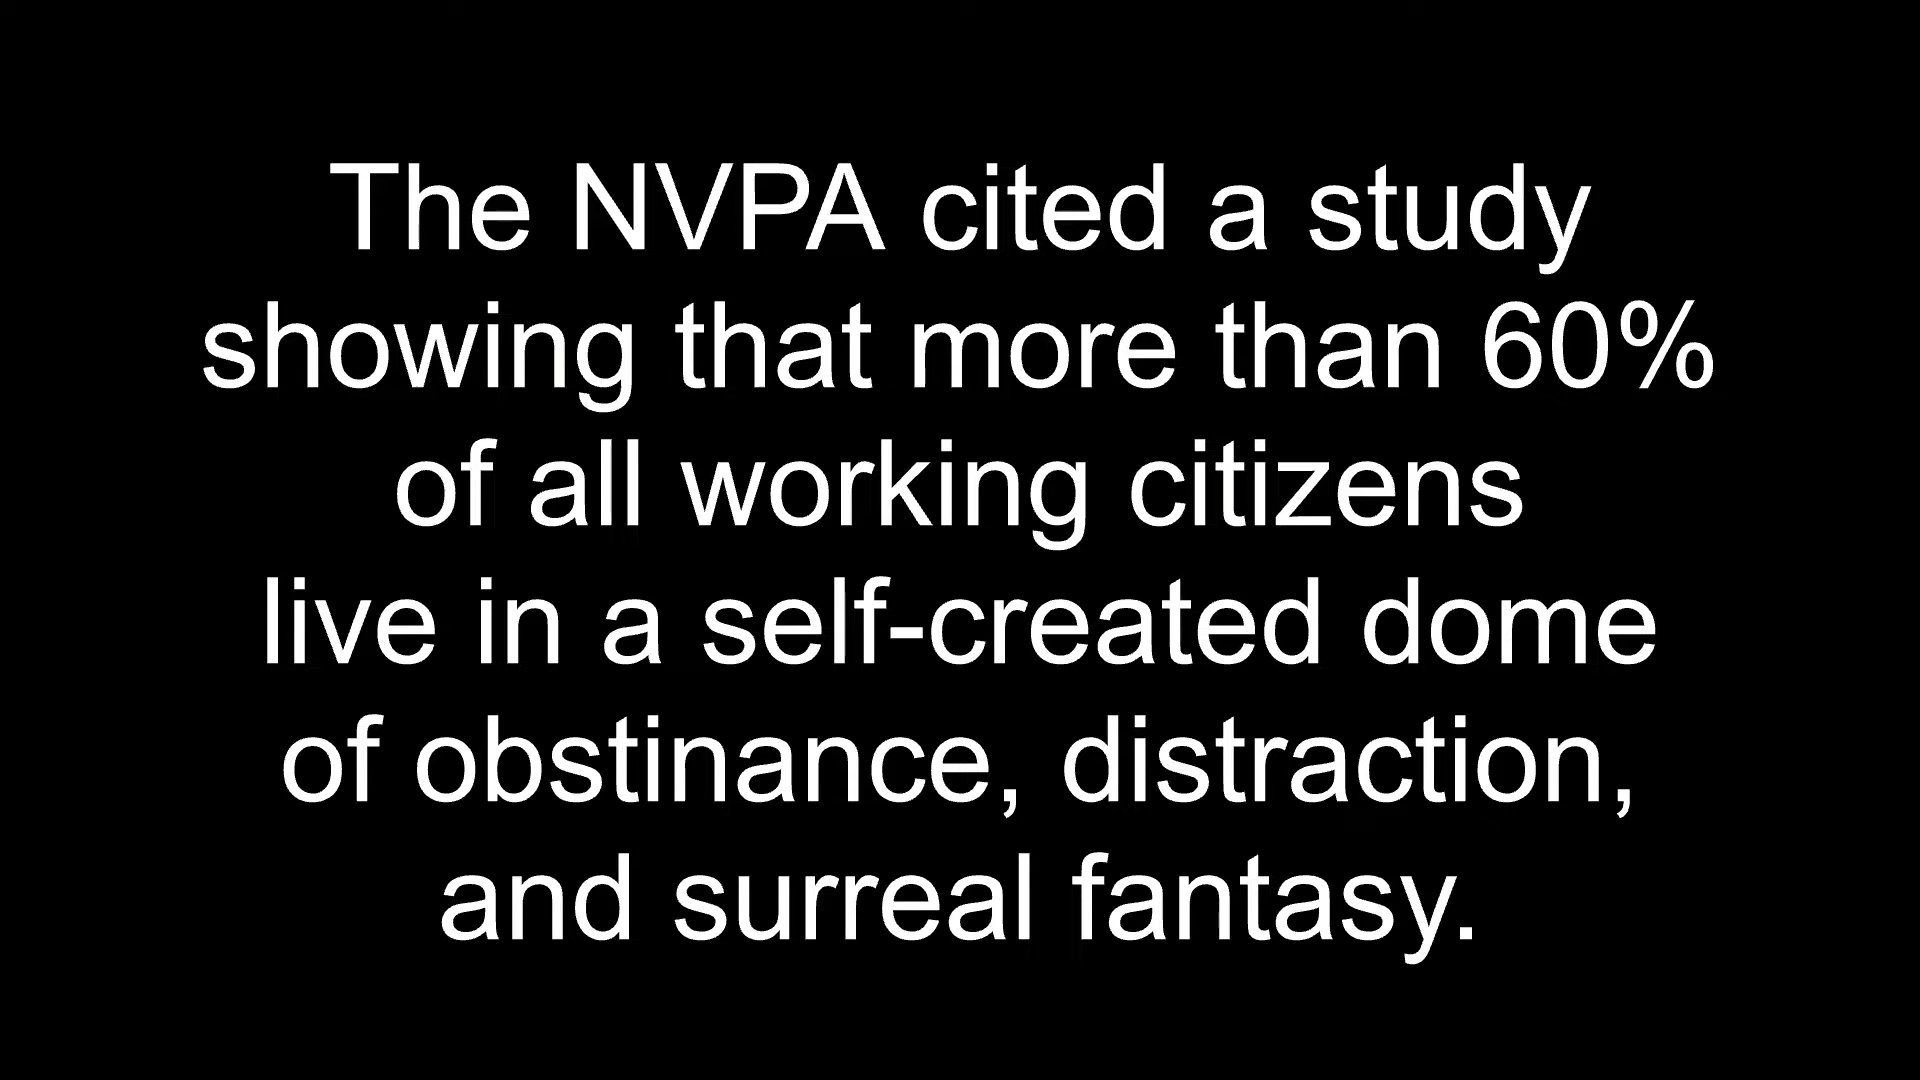 The NVPA cited a study
showing that more than 60%
of all working citizens
live in a self-created dome
of obstinance, distraction,
and surreal fantasy.